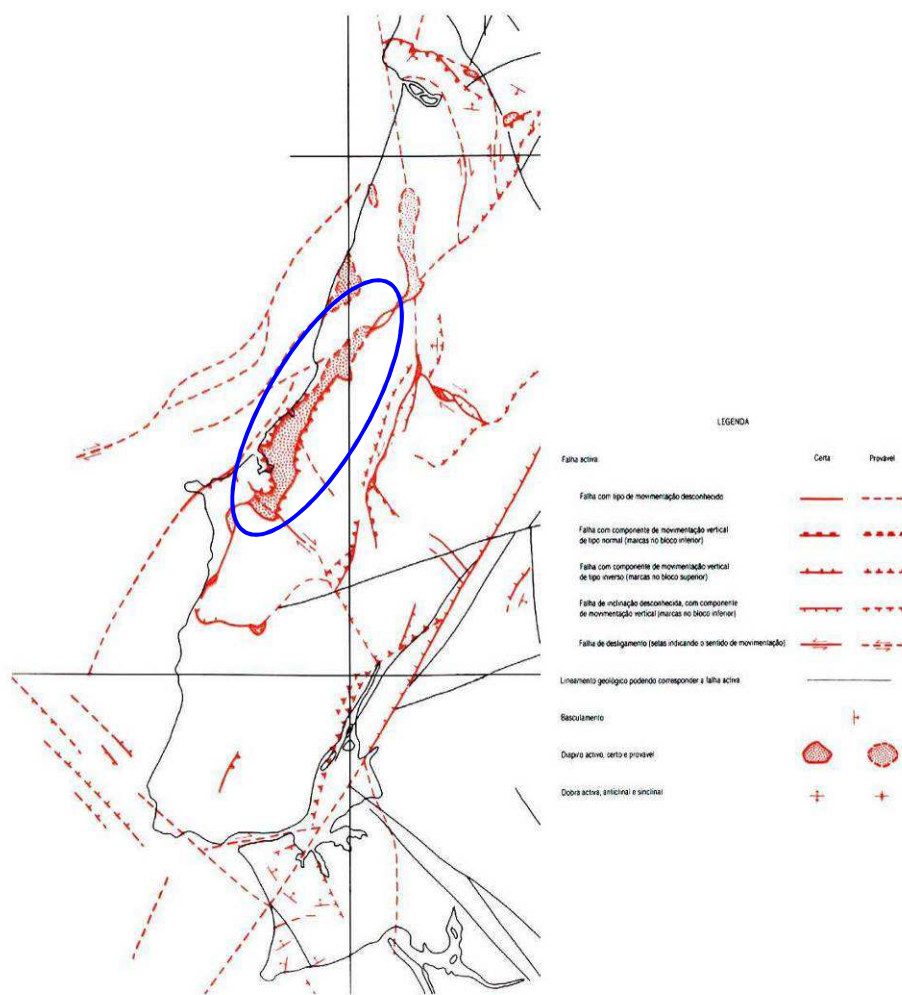 LEGENDA
Falha activa: Certa Provável
Falha com tipo de movimentação desconhecido
Falha com componente de movimentação vertical
de tipo normal (marcas no bloco inferior)
Falha com componente de movimentação vertical
de tipo inverso (marcas no bloco superior)
Falha de inclinação desconhecida, com componente
de movimentação vertical (marcas no bloco inferior)
Falha de desligamento (setas indicando o sentido de movimentação)
Lineamento geológico podendo corresponder a falha activa
Basculamento
Diapiro activo, certo e provável
Dobra activa, anticlinal e sinclinal